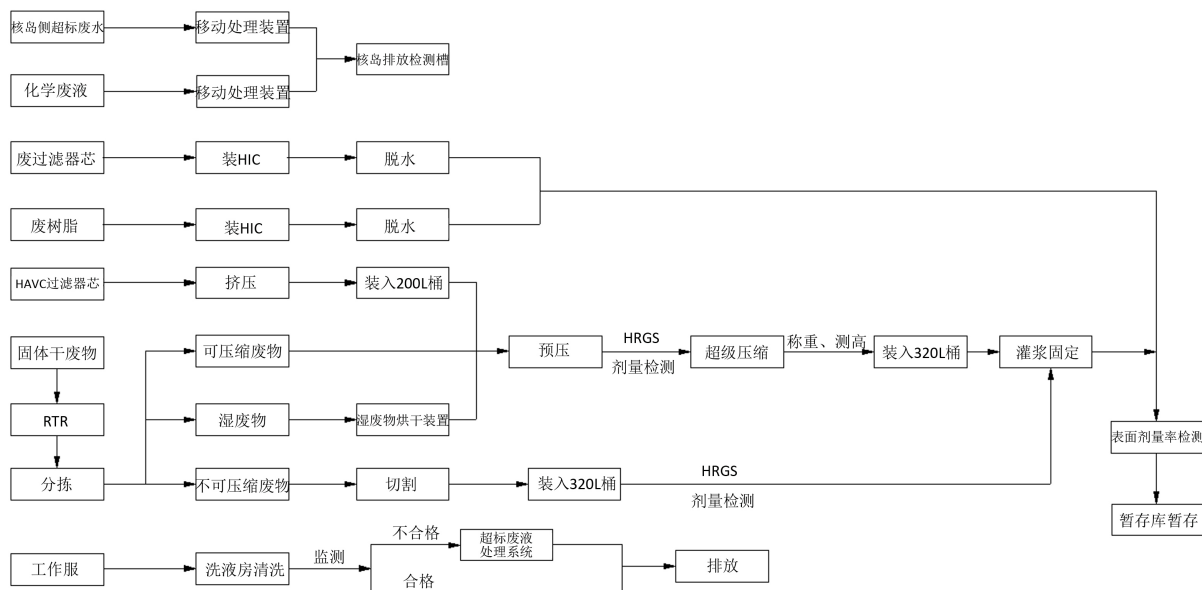 核岛侧超标废水
移动处理装置
核岛排放检测槽
化学废液
移动处理装置
废过滤器芯
装HIC
脱水
废树脂
装HIC
脱水
HAVC过滤器芯
挤压
装入200L桶
固体干废物
可压缩废物
预压
HRGS
剂量检测
超级压缩
称重、测高
装入320L桶
灌浆固定
RTR
湿废物
湿废物烘干装置
表面剂量率检测
分拣
不可压缩废物
切割
装入320L桶
HRGS
剂量检测
暂存库暂存
工作服
洗液房清洗
监测
不合格
超标废液
处理系统
合格
排放